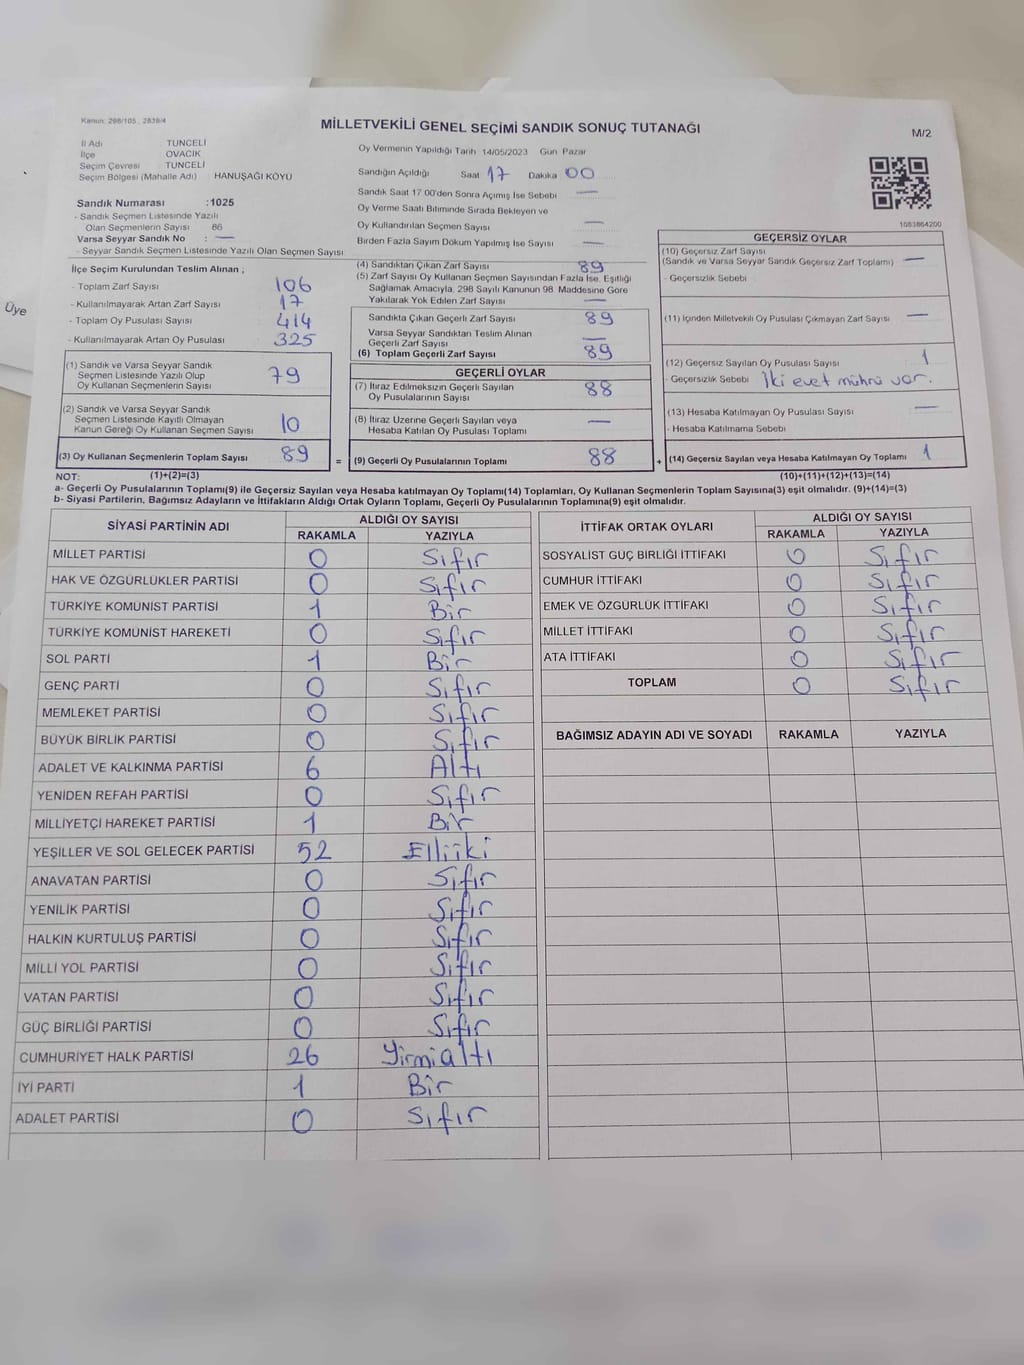 Kanun: 298/105 , 2839/4
MİLLETVEKİLİ GENEL SEÇİMİ SANDIK SONUÇ TUTANAĞI
M/2
İl Adı TUNCELİ
İlçe OVACIK
Seçim Çevresi TUNCELİ
Seçim Bölgesi (Mahalle Adı) HANUŞAĞI KÖYÜ
Sandık Numarası :1025
- Sandık Seçmen Listesinde Yazılı
Olan Seçmenlerin Sayısı 86
Varsa Seyyar Sandık No : —
- Seyyar Sandık Seçmen Listesinde Yazılı Olan Seçmen Sayısı
İlçe Seçim Kurulundan Teslim Alınan ;
- Toplam Zarf Sayısı 106
- Kullanılmayarak Artan Zarf Sayısı 17
- Toplam Oy Pusulası Sayısı 414
- Kullanılmayarak Artan Oy Pusulası 325
Üye
(1) Sandık ve Varsa Seyyar Sandık
Seçmen Listesinde Yazılı Olup
Oy Kullanan Seçmenlerin Sayısı 79
(2) Sandık ve Varsa Seyyar Sandık
Seçmen Listesinde Kayıtlı Olmayan
Kanun Gereği Oy Kullanan Seçmen Sayısı 10
(3) Oy Kullanan Seçmenlerin Toplam Sayısı 89 =
Oy Vermenin Yapıldığı Tarih 14/05/2023 Gün Pazar
Sandığın Açıldığı Saat 17 Dakika 00
Sandık Saat 17 00'den Sonra Açımış İse Sebebi —
Oy Verme Saati Bitiminde Sırada Bekleyen ve
Oy Kullandırılan Seçmen Sayısı —
Birden Fazla Sayım Döküm Yapılmış İse Sayısı —
(4) Sandıktan Çıkan Zarf Sayısı 89
(5) Zarf Sayısı Oy Kullanan Seçmen Sayısından Fazla İse, Eşitliği
Sağlamak Amacıyla, 298 Sayılı Kanunun 98. Maddesine Göre
Yakılarak Yok Edilen Zarf Sayısı —
Sandıkta Çıkan Geçerli Zarf Sayısı 89
Varsa Seyyar Sandıktan Teslim Alınan
Geçerli Zarf Sayısı —
(6) Toplam Geçerli Zarf Sayısı 89
GEÇERLİ OYLAR
(7) İtiraz Edilmeksizin Geçerli Sayılan
Oy Pusulalarının Sayısı 88
(8) İtiraz Üzerine Geçerli Sayılan veya
Hesaba Katılan Oy Pusulası Toplamı —
(9) Geçerli Oy Pusulalarının Toplamı 88 +
1083864200
GEÇERSİZ OYLAR
(10) Geçersiz Zarf Sayısı
(Sandık ve Varsa Seyyar Sandık Geçersiz Zarf Toplamı) —
- Geçersizlik Sebebi
(11) İçinden Milletvekili Oy Pusulası Çıkmayan Zarf Sayısı —
(12) Geçersiz Sayılan Oy Pusulası Sayısı 1
- Geçersizlik Sebebi İki evet mührü var.
(13) Hesaba Katılmayan Oy Pusulası Sayısı —
- Hesaba Katılmama Sebebi
(14) Geçersiz Sayılan veya Hesaba Katılmayan Oy Toplamı 1
NOT: (1)+(2)=(3) (10)+(11)+(12)+(13)=(14)
a- Geçerli Oy Pusulalarının Toplamı(9) ile Geçersiz Sayılan veya Hesaba katılmayan Oy Toplamı(14) Toplamları, Oy Kullanan Seçmenlerin Toplam Sayısına(3) eşit olmalıdır. (9)+(14)=(3)
b- Siyasi Partilerin, Bağımsız Adayların ve İttifakların Aldığı Ortak Oyların Toplamı, Geçerli Oy Pusulalarının Toplamına(9) eşit olmalıdır.
SİYASİ PARTİNİN ADI ALDIĞI OY SAYISI
RAKAMLA YAZIYLA
MİLLET PARTİSİ 0 Sıfır
HAK VE ÖZGÜRLÜKLER PARTİSİ 0 Sıfır
TÜRKİYE KOMÜNİST PARTİSİ 1 Bir
TÜRKİYE KOMÜNİST HAREKETİ 0 Sıfır
SOL PARTİ 1 Bir
GENÇ PARTİ 0 Sıfır
MEMLEKET PARTİSİ 0 Sıfır
BÜYÜK BİRLİK PARTİSİ 0 Sıfır
ADALET VE KALKINMA PARTİSİ 6 Altı
YENİDEN REFAH PARTİSİ 0 Sıfır
MİLLİYETÇİ HAREKET PARTİSİ 1 Bir
YEŞİLLER VE SOL GELECEK PARTİSİ 52 Elliiki
ANAVATAN PARTİSİ 0 Sıfır
YENİLİK PARTİSİ 0 Sıfır
HALKIN KURTULUŞ PARTİSİ 0 Sıfır
MİLLİ YOL PARTİSİ 0 Sıfır
VATAN PARTİSİ 0 Sıfır
GÜÇ BİRLİĞİ PARTİSİ 0 Sıfır
CUMHURİYET HALK PARTİSİ 26 Yirmialtı
İYİ PARTİ 1 Bir
ADALET PARTİSİ 0 Sıfır
İTTİFAK ORTAK OYLARI ALDIĞI OY SAYISI
RAKAMLA YAZIYLA
SOSYALİST GÜÇ BİRLİĞİ İTTİFAKI 0 Sıfır
CUMHUR İTTİFAKI 0 Sıfır
EMEK VE ÖZGÜRLÜK İTTİFAKI 0 Sıfır
MİLLET İTTİFAKI 0 Sıfır
ATA İTTİFAKI 0 Sıfır
TOPLAM 0 Sıfır
BAĞIMSIZ ADAYIN ADI VE SOYADI RAKAMLA YAZIYLA